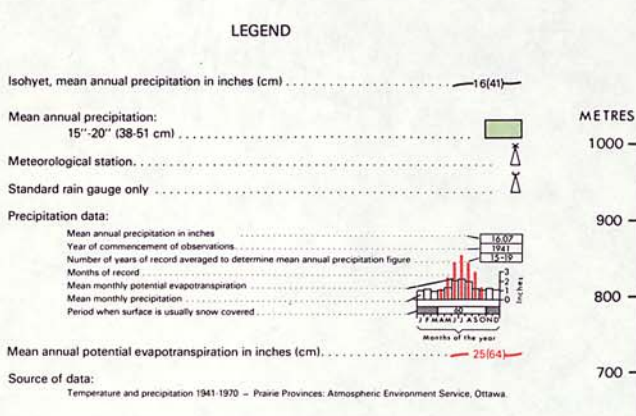 LEGEND
Isohyet, mean annual precipitation in inches (cm) 16(41)
Mean annual precipitation:
15"-20" (38-51 cm)
Meteorological station
Standard rain gauge only
Precipitation data:
Mean annual precipitation in inches 16.07
Year of commencement of observations 1941
Number of years of record averaged to determine mean annual precipitation figure 15-19
Months of record
Mean monthly potential evapotranspiration
Mean monthly precipitation
Period when surface is usually snow covered
3
2
1
0
Inches
J F M A M J J A S O N D
Months of the year
Mean annual potential evapotranspiration in inches (cm) 25(64)
Source of data:
Temperature and precipitation 1941-1970 – Prairie Provinces: Atmospheric Environment Service, Ottawa.
METRES
1000
900
800
700